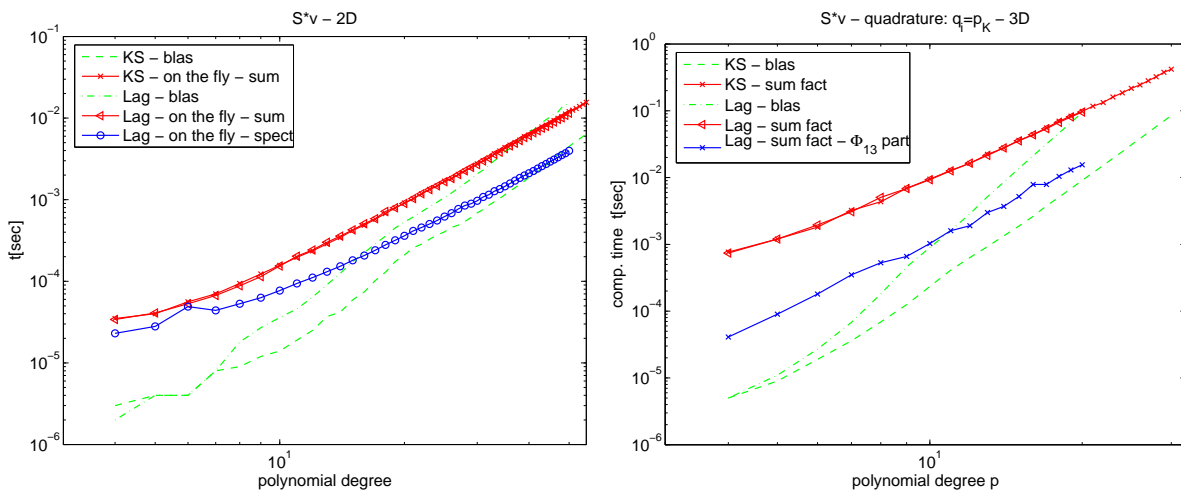 S*v − 2D
KS − blas
KS − on the fly − sum
Lag − blas
Lag − on the fly − sum
Lag − on the fly − spect
10^-1
10^-2
10^-3
10^-4
10^-5
10^-6
t[sec]
10^1
polynomial degree
S*v − quadrature: q_i=p_K − 3D
KS − blas
KS − sum fact
Lag − blas
Lag − sum fact
Lag − sum fact − Φ_13 part
10^0
10^-1
10^-2
10^-3
10^-4
10^-5
10^-6
comp. time t[sec]
10^1
polynomial degree p